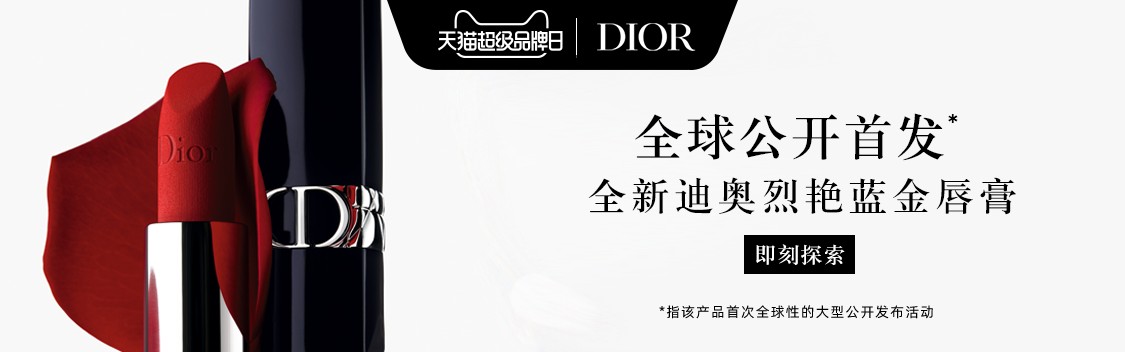 天猫超级品牌日 DIOR
全球公开首发*
全新迪奥烈艳蓝金唇膏
即刻探索
*指该产品首次全球性的大型公开发布活动
Dior